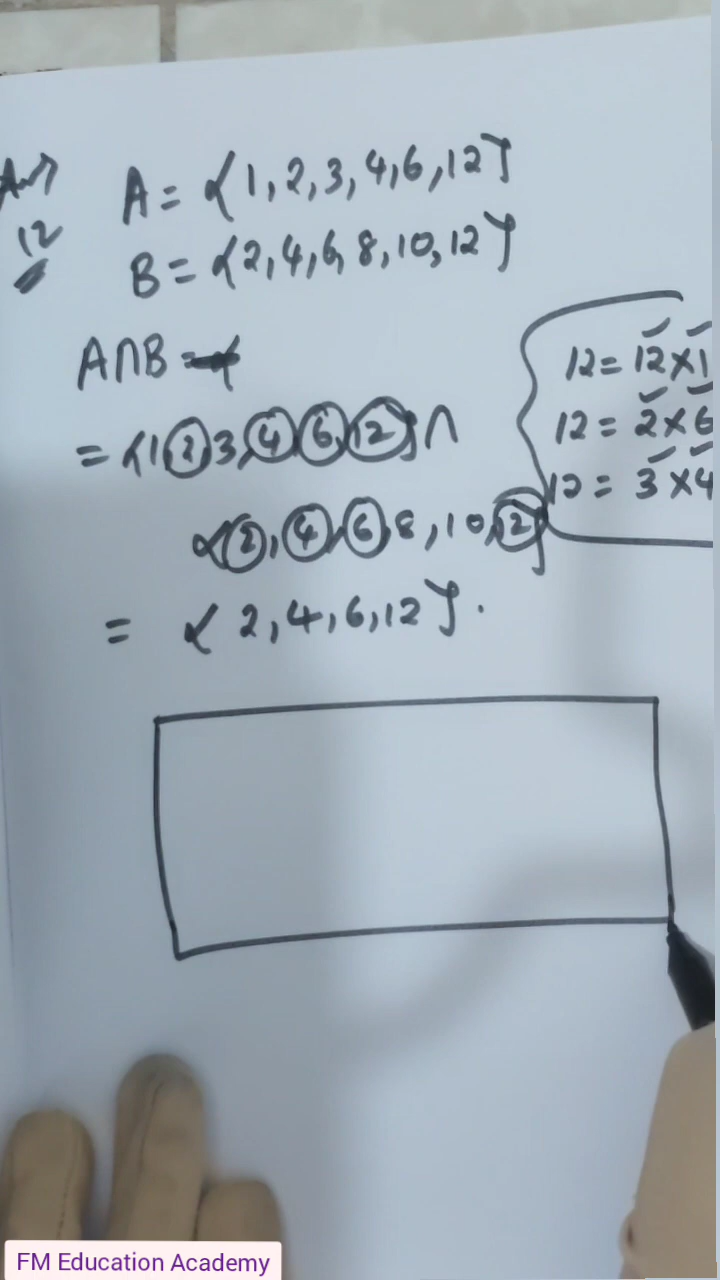 Ans
12
A = {1, 2, 3, 4, 6, 12}
B = {2, 4, 6, 8, 10, 12}
A∩B =
= {1 2, 3, 4, 6, 12} ∩
{2, 4, 6, 8, 10, 12}
= {2, 4, 6, 12}.
12 = 12×1
12 = 2×6
12 = 3×4
FM Education Academy